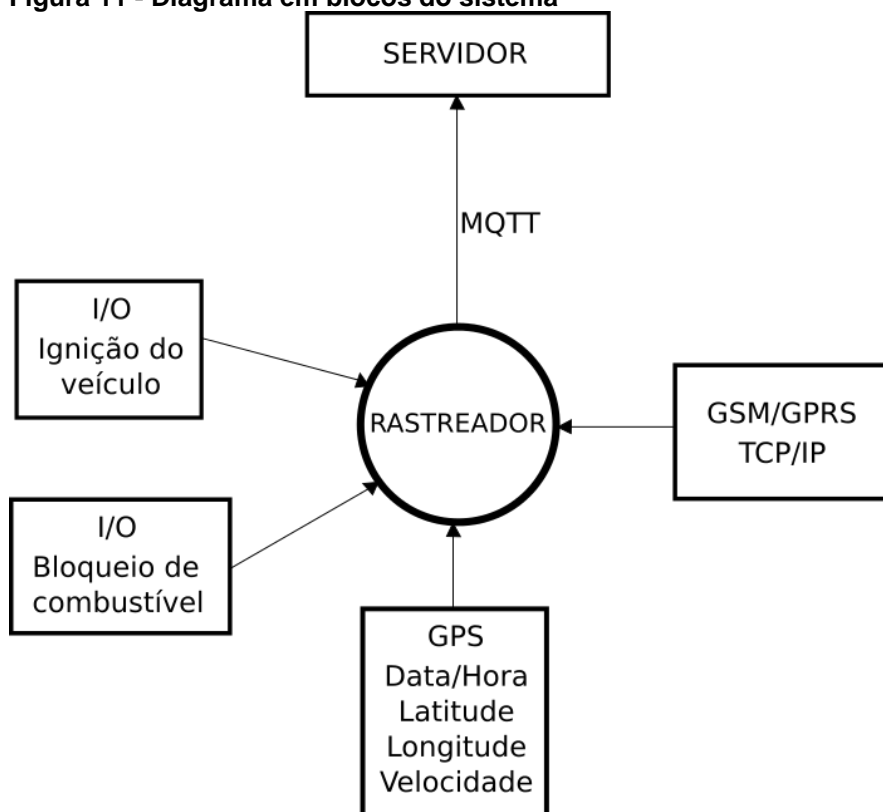 Figura 11 - Diagrama em blocos do sistema
SERVIDOR
MQTT
I/O
Ignição do
veículo
RASTREADOR
GSM/GPRS
TCP/IP
I/O
Bloqueio de
combustível
GPS
Data/Hora
Latitude
Longitude
Velocidade